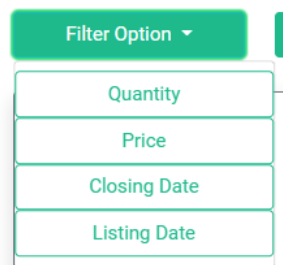 Filter Option
Quantity
Price
Closing Date
Listing Date